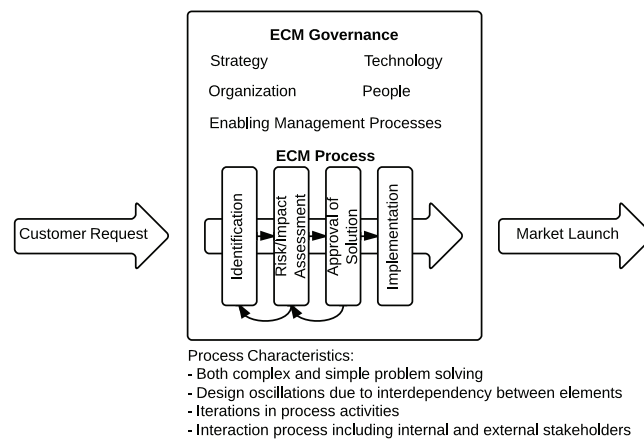 ECM Governance
Strategy Technology
Organization People
Enabling Management Processes
ECM Process
Identification
Risk/Impact
Assessment
Approval of
Solution
Implementation
Customer Request
Market Launch
Process Characteristics:
- Both complex and simple problem solving
- Design oscillations due to interdependency between elements
- Iterations in process activities
- Interaction process including internal and external stakeholders